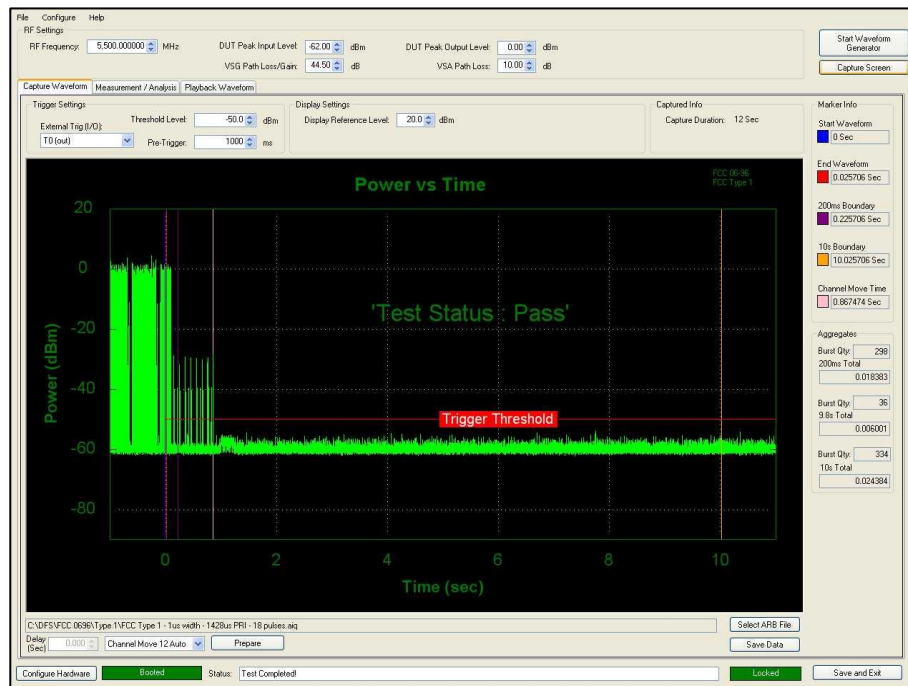 File Configure Help
RF Settings
RF Frequency: 5,500.000000 MHz
DUT Peak Input Level: -62.00 dBm
DUT Peak Output Level: 0.00 dBm
VSG Path Loss/Gain: 44.50 dB
VSA Path Loss: 10.00 dB
Start Waveform
Generator
Capture Screen
Capture Waveform Measurement / Analysis Playback Waveform
Trigger Settings
External Trig (I/O):
T0 (out)
Threshold Level: -50.0 dBm
Pre-Trigger: 1000 ms
Display Settings
Display Reference Level: 20.0 dBm
Captured Info
Capture Duration: 12 Sec
Marker Info
Start Waveform
0 Sec
End Waveform
0.025706 Sec
200ms Boundary
0.225706 Sec
10s Boundary
10.025706 Sec
Channel Move Time
0.867474 Sec
Aggregates
Burst Qty: 298
200ms Total
0.018383
Burst Qty: 36
9.8s Total
0.006001
Burst Qty: 334
10s Total
0.024384
Power vs Time
FCC 06-96
FCC Type 1
20
0
-20
-40
-60
-80
Power (dBm)
'Test Status : Pass'
Trigger Threshold
0 2 4 6 8 10
Time (sec)
C:\DFS\FCC 0696\Type 1\FCC Type 1 - 1us width - 1428us PRI - 18 pulses.aiq
Select ARB File
Delay
(Sec) 0.000 Channel Move 12 Auto Prepare
Save Data
Configure Hardware Booted Status: Test Completed! Locked Save and Exit